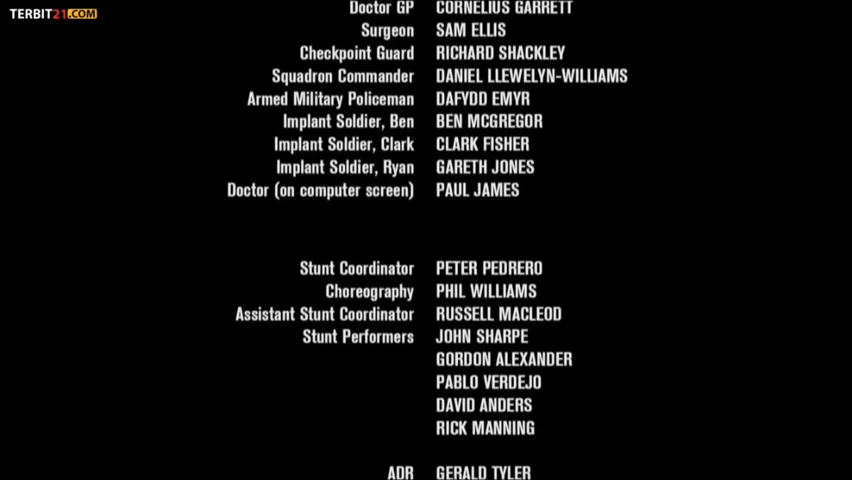 TERBIT21.COM
Doctor GP CORNELIUS GARRETT
Surgeon SAM ELLIS
Checkpoint Guard RICHARD SHACKLEY
Squadron Commander DANIEL LLEWELYN-WILLIAMS
Armed Military Policeman DAFYDD EMYR
Implant Soldier, Ben BEN MCGREGOR
Implant Soldier, Clark CLARK FISHER
Implant Soldier, Ryan GARETH JONES
Doctor (on computer screen) PAUL JAMES
Stunt Coordinator PETER PEDRERO
Choreography PHIL WILLIAMS
Assistant Stunt Coordinator RUSSELL MACLEOD
Stunt Performers JOHN SHARPE
GORDON ALEXANDER
PABLO VERDEJO
DAVID ANDERS
RICK MANNING
ADR GERALD TYLER